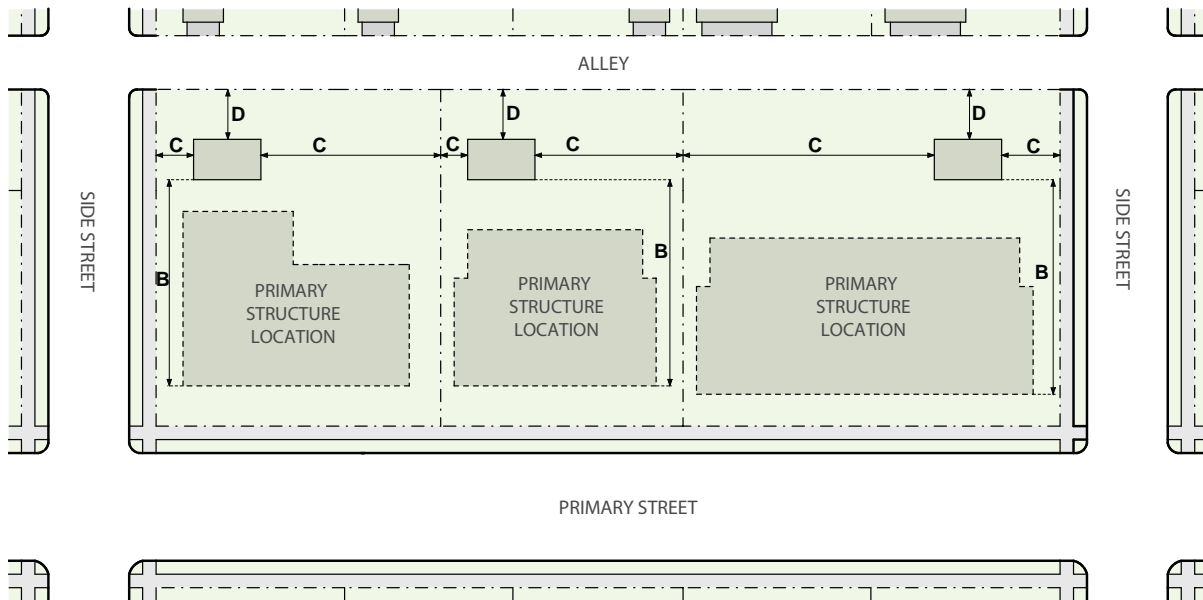 ALLEY
D
D
D
C
C
C
C
C
C
SIDE STREET
SIDE STREET
B
B
B
PRIMARY
STRUCTURE
LOCATION
PRIMARY
STRUCTURE
LOCATION
PRIMARY
STRUCTURE
LOCATION
PRIMARY STREET